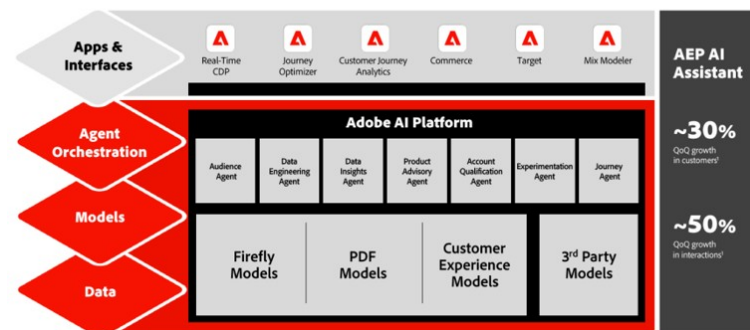 Apps &
Interfaces
Real-Time
CDP
Journey
Optimizer
Customer Journey
Analytics
Commerce
Target
Mix Modeler
AEP AI
Assistant
~30%
QoQ growth
in customers¹
~50%
QoQ growth
in interactions¹
Agent
Orchestration
Adobe AI Platform
Audience
Agent
Data
Engineering
Agent
Data
Insights
Agent
Product
Advisory
Agent
Account
Qualification
Agent
Experimentation
Agent
Journey
Agent
Models
Firefly
Models
PDF
Models
Customer
Experience
Models
3rd Party
Models
Data